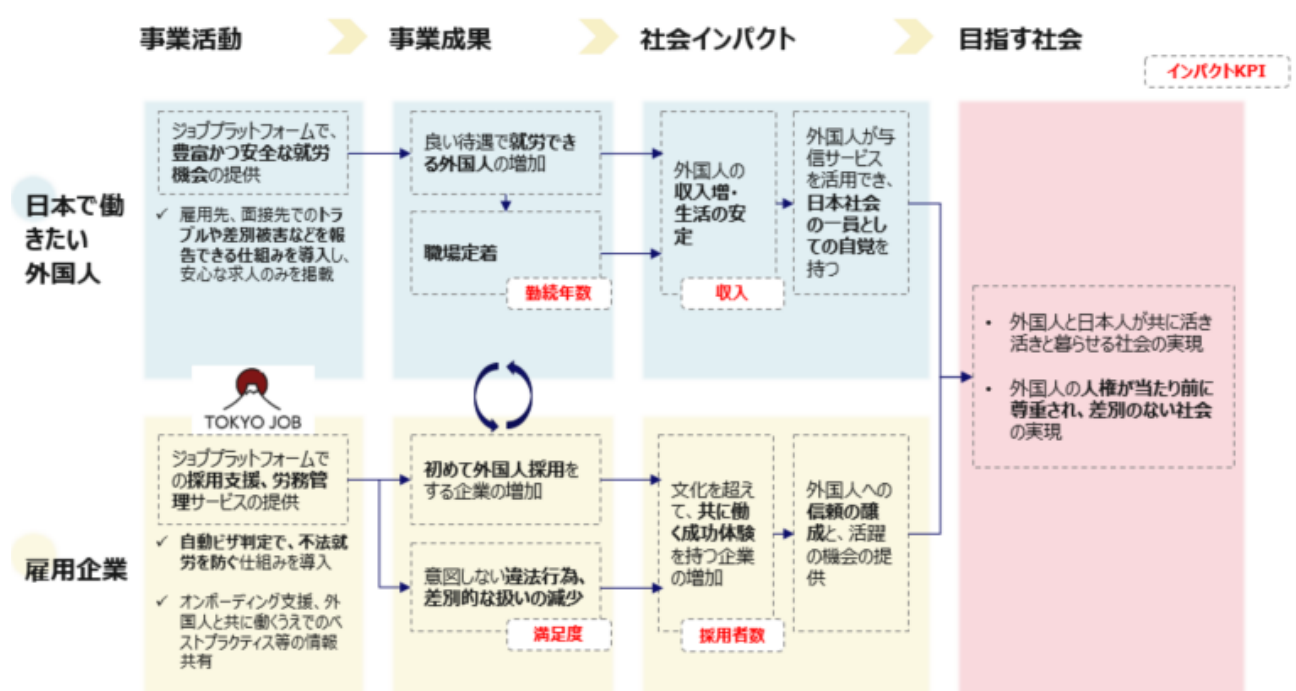 事業活動
事業成果
社会インパクト
目指す社会
インパクトKPI
日本で働
きたい
外国人
ジョブプラットフォームで、
豊富かつ安全な就労
機会の提供
✓ 雇用先、面接先でのトラ
ブルや差別被害などを報
告できる仕組みを導入し、
安心な求人のみを掲載
良い待遇で就労でき
る外国人の増加
職場定着
勤続年数
外国人の
収入増・
生活の安
定
収入
外国人が与
信サービス
を活用でき、
日本社会
の一員とし
ての自覚を
持つ
TOKYO JOB
雇用企業
ジョブプラットフォームで
の採用支援、労務管
理サービスの提供
✓ 自動ビザ判定で、不法就
労を防ぐ仕組みを導入
✓ オンボーディング支援、外
国人と共に働くうえでのベ
ストプラクティス等の情報
共有
初めて外国人採用を
する企業の増加
意図しない違法行為、
差別的な扱いの減少
満足度
文化を超え
て、共に働
く成功体験
を持つ企業
の増加
採用者数
外国人への
信頼の醸
成と、活躍
の機会の提
供
• 外国人と日本人が共に活き
活きと暮らせる社会の実現
• 外国人の人権が当たり前に
尊重され、差別のない社会
の実現